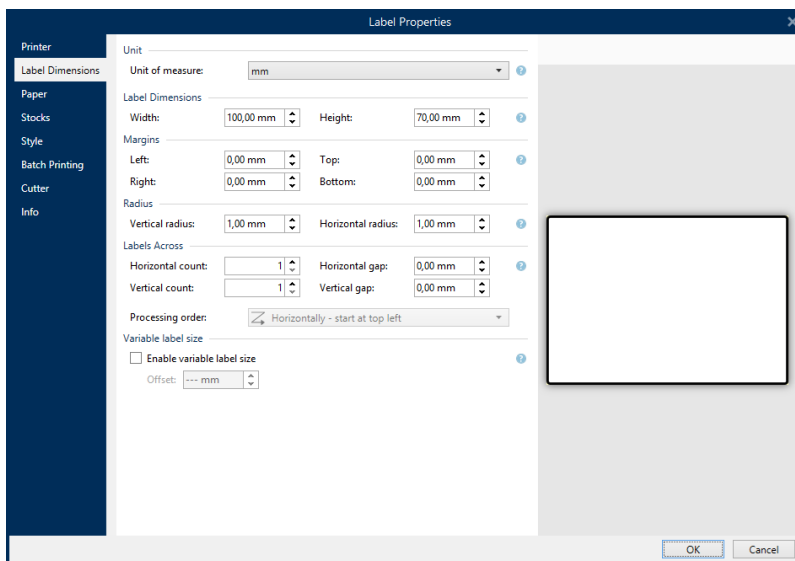 Label Properties
Printer
Label Dimensions
Paper
Stocks
Style
Batch Printing
Cutter
Info
Unit
Unit of measure: mm
Label Dimensions
Width: 100,00 mm Height: 70,00 mm
Margins
Left: 0,00 mm Top: 0,00 mm
Right: 0,00 mm Bottom: 0,00 mm
Radius
Vertical radius: 1,00 mm Horizontal radius: 1,00 mm
Labels Across
Horizontal count: 1 Horizontal gap: 0,00 mm
Vertical count: 1 Vertical gap: 0,00 mm
Processing order: Horizontally - start at top left
Variable label size
Enable variable label size
Offset: --- mm
OK Cancel